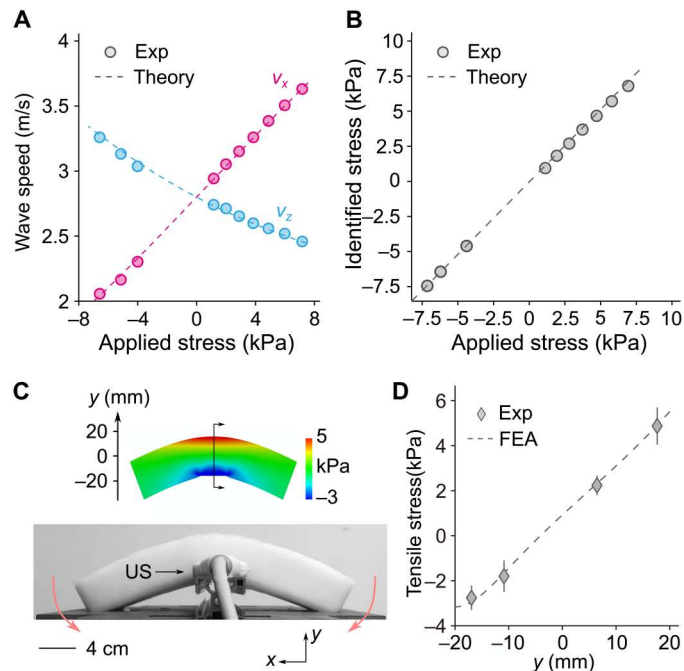 A
Exp
Theory
v_x
v_z
4
3.5
3
2.5
2
Wave speed (m/s)
−8
−4
0
4
8
Applied stress (kPa)
B
Exp
Theory
10
7.5
5
2.5
0
−2.5
−5
−7.5
Identified stress (kPa)
−7.5
−5
−2.5
0
2.5
5
7.5
10
Applied stress (kPa)
C
y (mm)
20
0
−20
5
kPa
−3
US
4 cm
x
y
D
Exp
FEA
6
4
2
0
−2
−4
Tensile stress(kPa)
−20
−10
0
10
20
y (mm)